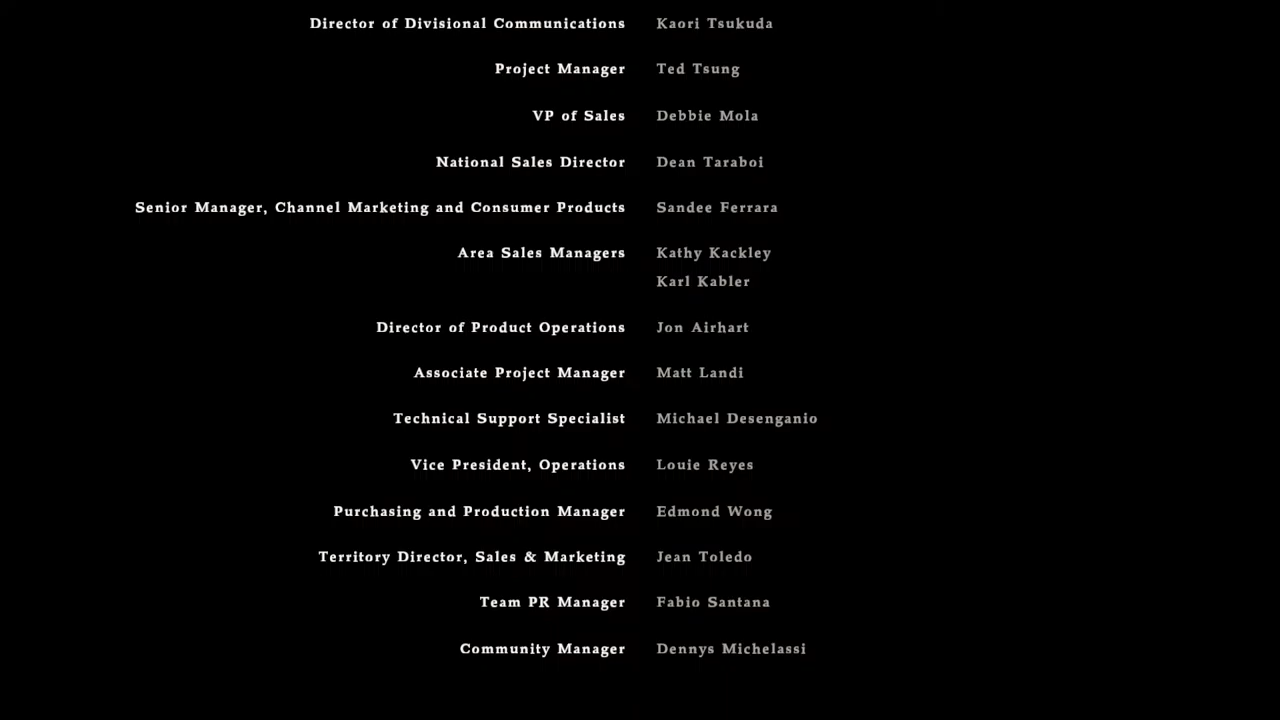 Director of Divisional Communications Kaori Tsukuda
Project Manager Ted Tsung
VP of Sales Debbie Mola
National Sales Director Dean Taraboi
Senior Manager, Channel Marketing and Consumer Products Sandee Ferrara
Area Sales Managers Kathy Kackley
Karl Kabler
Director of Product Operations Jon Airhart
Associate Project Manager Matt Landi
Technical Support Specialist Michael Desenganio
Vice President, Operations Louie Reyes
Purchasing and Production Manager Edmond Wong
Territory Director, Sales & Marketing Jean Toledo
Team PR Manager Fabio Santana
Community Manager Dennys Michelassi